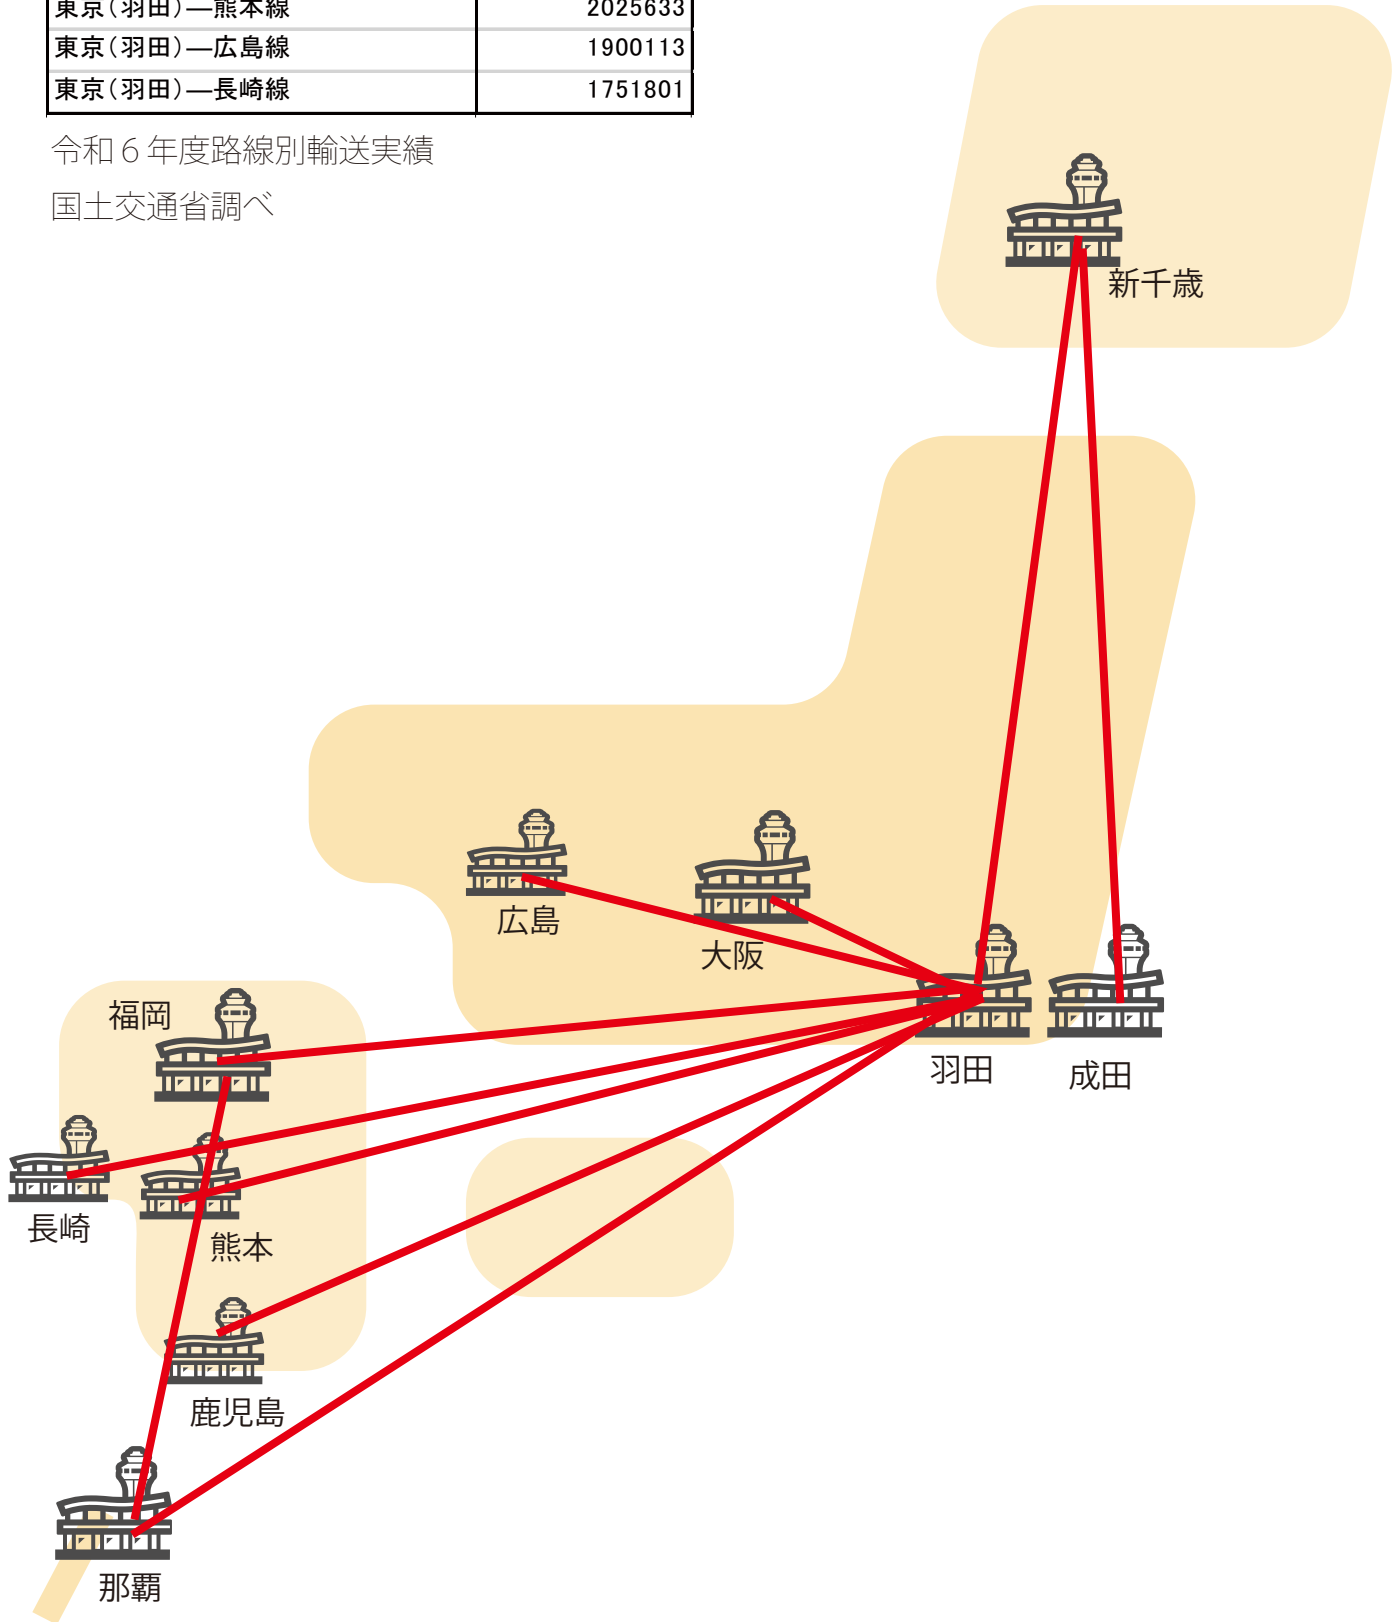 東京(羽田)―熊本線 2025633
東京(羽田)―広島線 1900113
東京(羽田)―長崎線 1751801
令和６年度路線別輸送実績
国土交通省調べ
新千歳
広島
大阪
福岡
羽田
成田
長崎
熊本
鹿児島
那覇